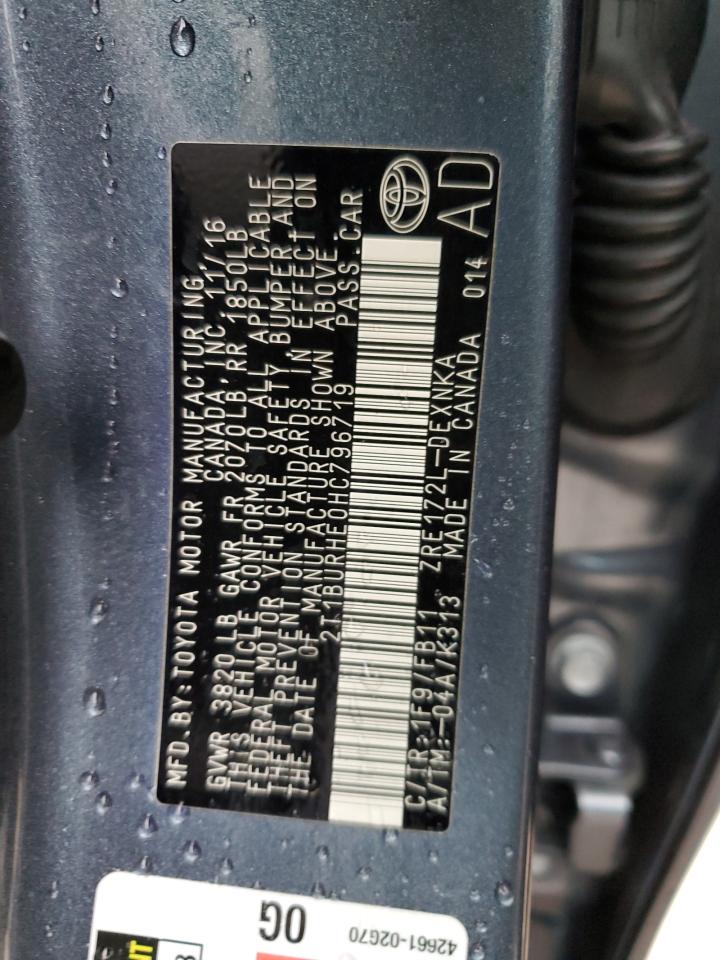 MFD.BY:TOYOTA MOTOR MANUFACTURING,
CANADA, INC. 11/16
GVWR 3820LB GAWR FR 2070LB RR 1850LB
THIS VEHICLE CONFORMS TO ALL APPLICABLE
FEDERAL MOTOR VEHICLE SAFETY, BUMPER AND
THEFT PREVENTION STANDARDS IN EFFECT ON
THE DATE OF MANUFACTURE SHOWN ABOVE.
2T1BURHE0HC796719 PASS.CAR
C/TR: 1F9/FB11 ZRE172L-DEXNKA
A/TM:-04A/K313 MADE IN CANADA 014
AD
0G
42661-02G70